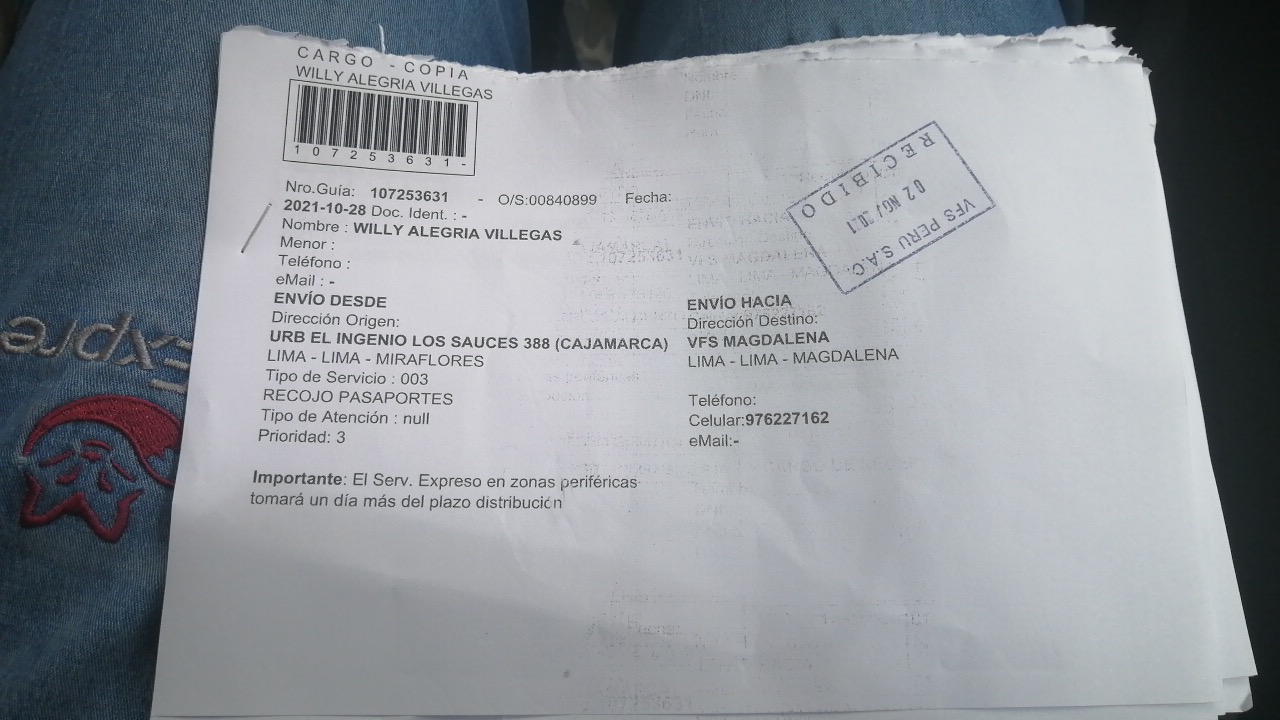 CARGO - COPIA
WILLY ALEGRIA VILLEGAS
107253631-
Nro.Guía: 107253631 - O/S:00840899 Fecha:
2021-10-28 Doc. Ident. : -
Nombre : WILLY ALEGRIA VILLEGAS
Menor :
Teléfono :
eMail : -
ENVÍO DESDE
Dirección Origen:
URB EL INGENIO LOS SAUCES 388 (CAJAMARCA)
LIMA - LIMA - MIRAFLORES
Tipo de Servicio : 003
RECOJO PASAPORTES
Tipo de Atención : null
Prioridad: 3
ENVÍO HACIA
Dirección Destino:
VFS MAGDALENA
LIMA - LIMA - MAGDALENA
Teléfono:
Celular:976227162
eMail:-
Importante: El Serv. Expreso en zonas periféricas
tomará un día más del plazo distribución
VFS PERU S.A.C
02 NOV
RECIBIDO